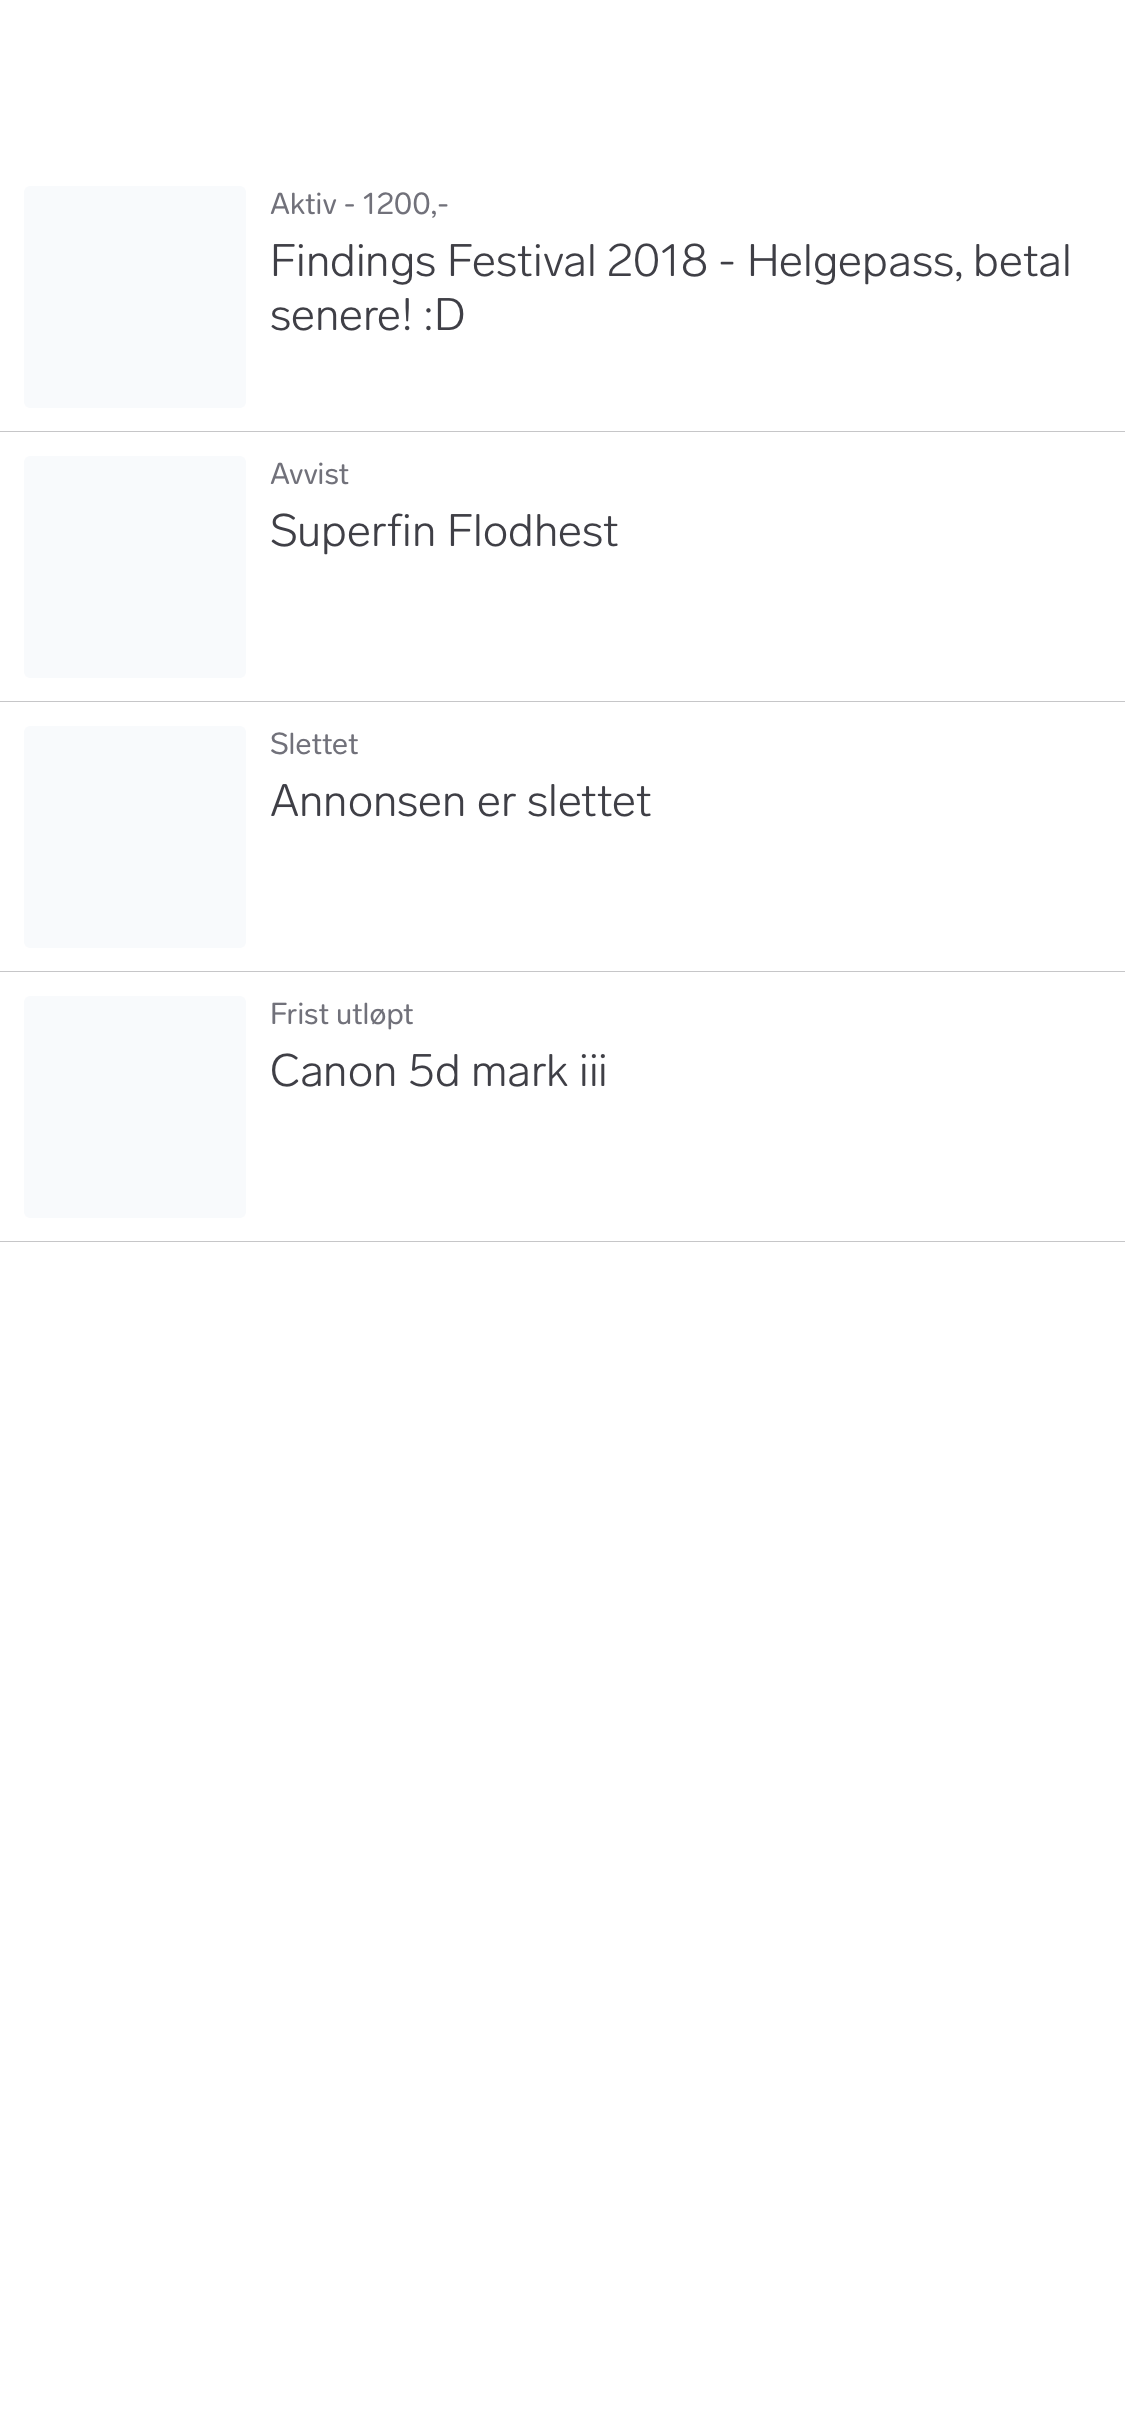 Aktiv - 1200,-
Findings Festival 2018 - Helgepass, betal
senere! :D
Avvist
Superfin Flodhest
Slettet
Annonsen er slettet
Frist utløpt
Canon 5d mark iii